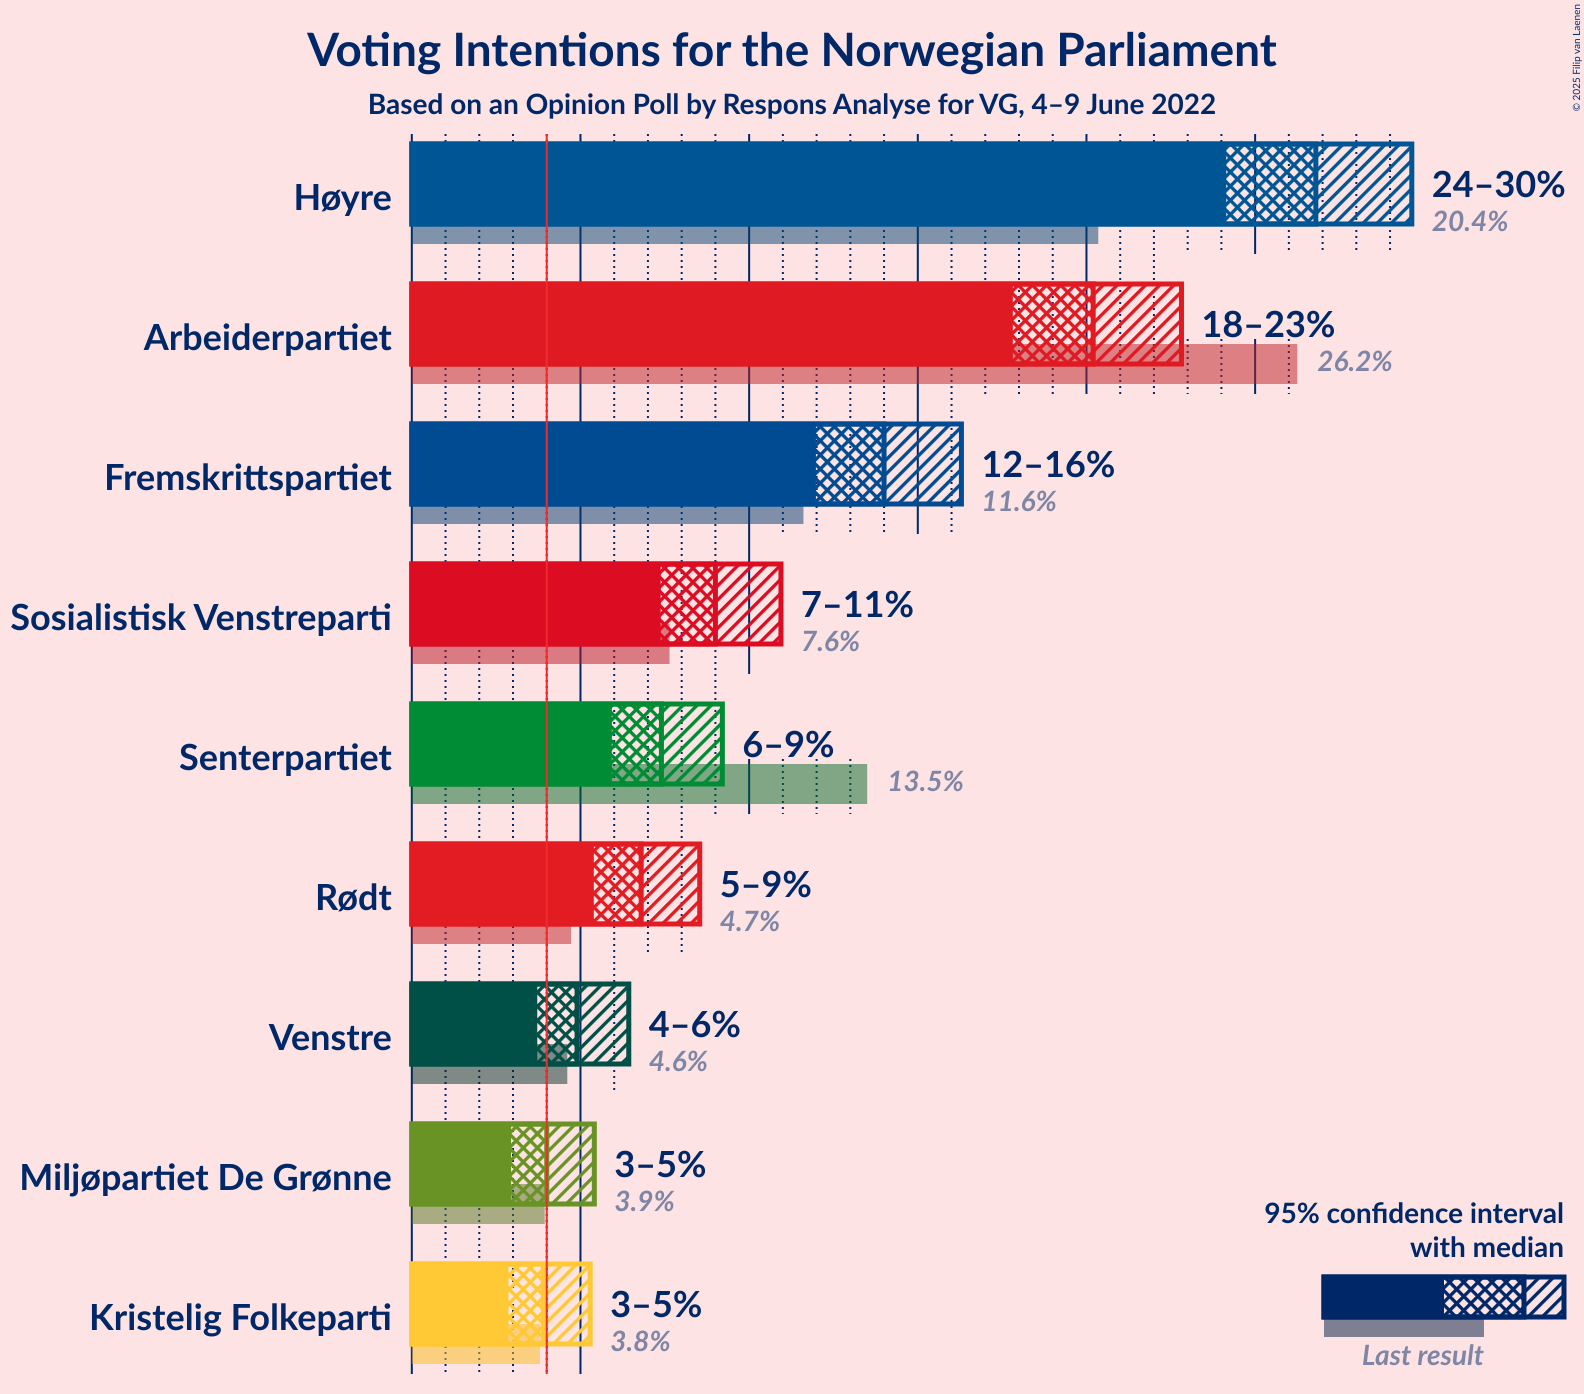 Voting Intentions for the Norwegian Parliament
Based on an Opinion Poll by Respons Analyse for VG, 4–9 June 2022
© 2025 Filip van Laenen
Høyre
24–30%
20.4%
Arbeiderpartiet
18–23%
26.2%
Fremskrittspartiet
12–16%
11.6%
Sosialistisk Venstreparti
7–11%
7.6%
Senterpartiet
6–9%
13.5%
Rødt
5–9%
4.7%
Venstre
4–6%
4.6%
Miljøpartiet De Grønne
3–5%
3.9%
Kristelig Folkeparti
3–5%
3.8%
95% confidence interval
with median
Last result